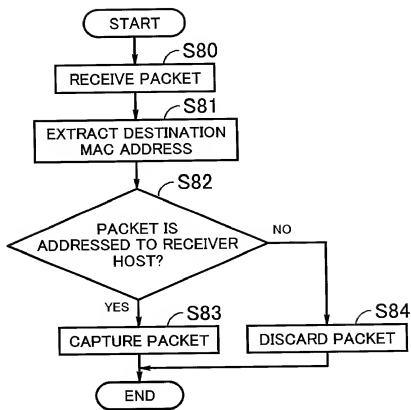 START
S80
RECEIVE PACKET
S81
EXTRACT DESTINATION
MAC ADDRESS
S82
PACKET IS
ADDRESSED TO RECEIVER
HOST?
NO
YES
S83
CAPTURE PACKET
S84
DISCARD PACKET
END